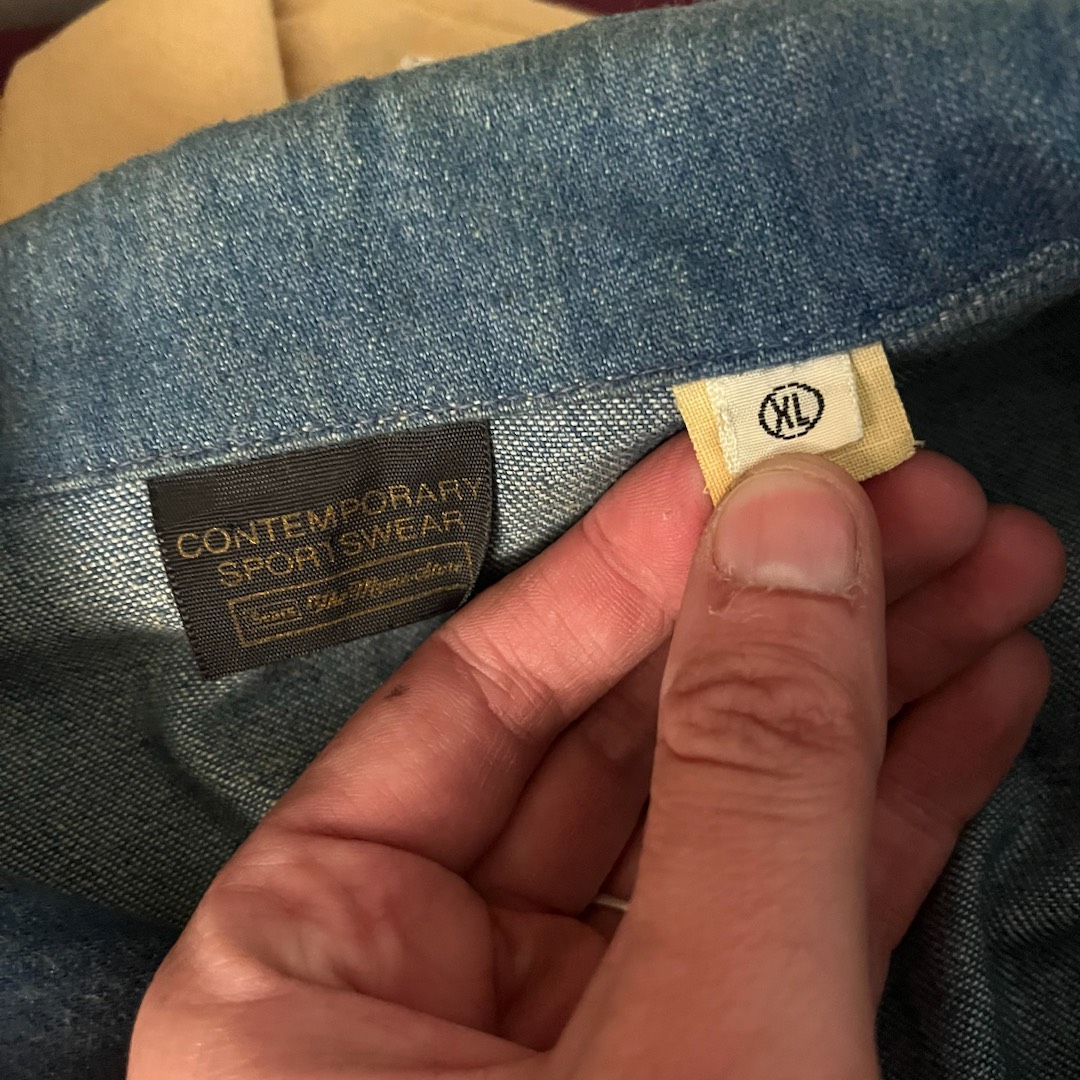 CONTEMPORARY
SPORTSWEAR
Sears The Men's Store
XL